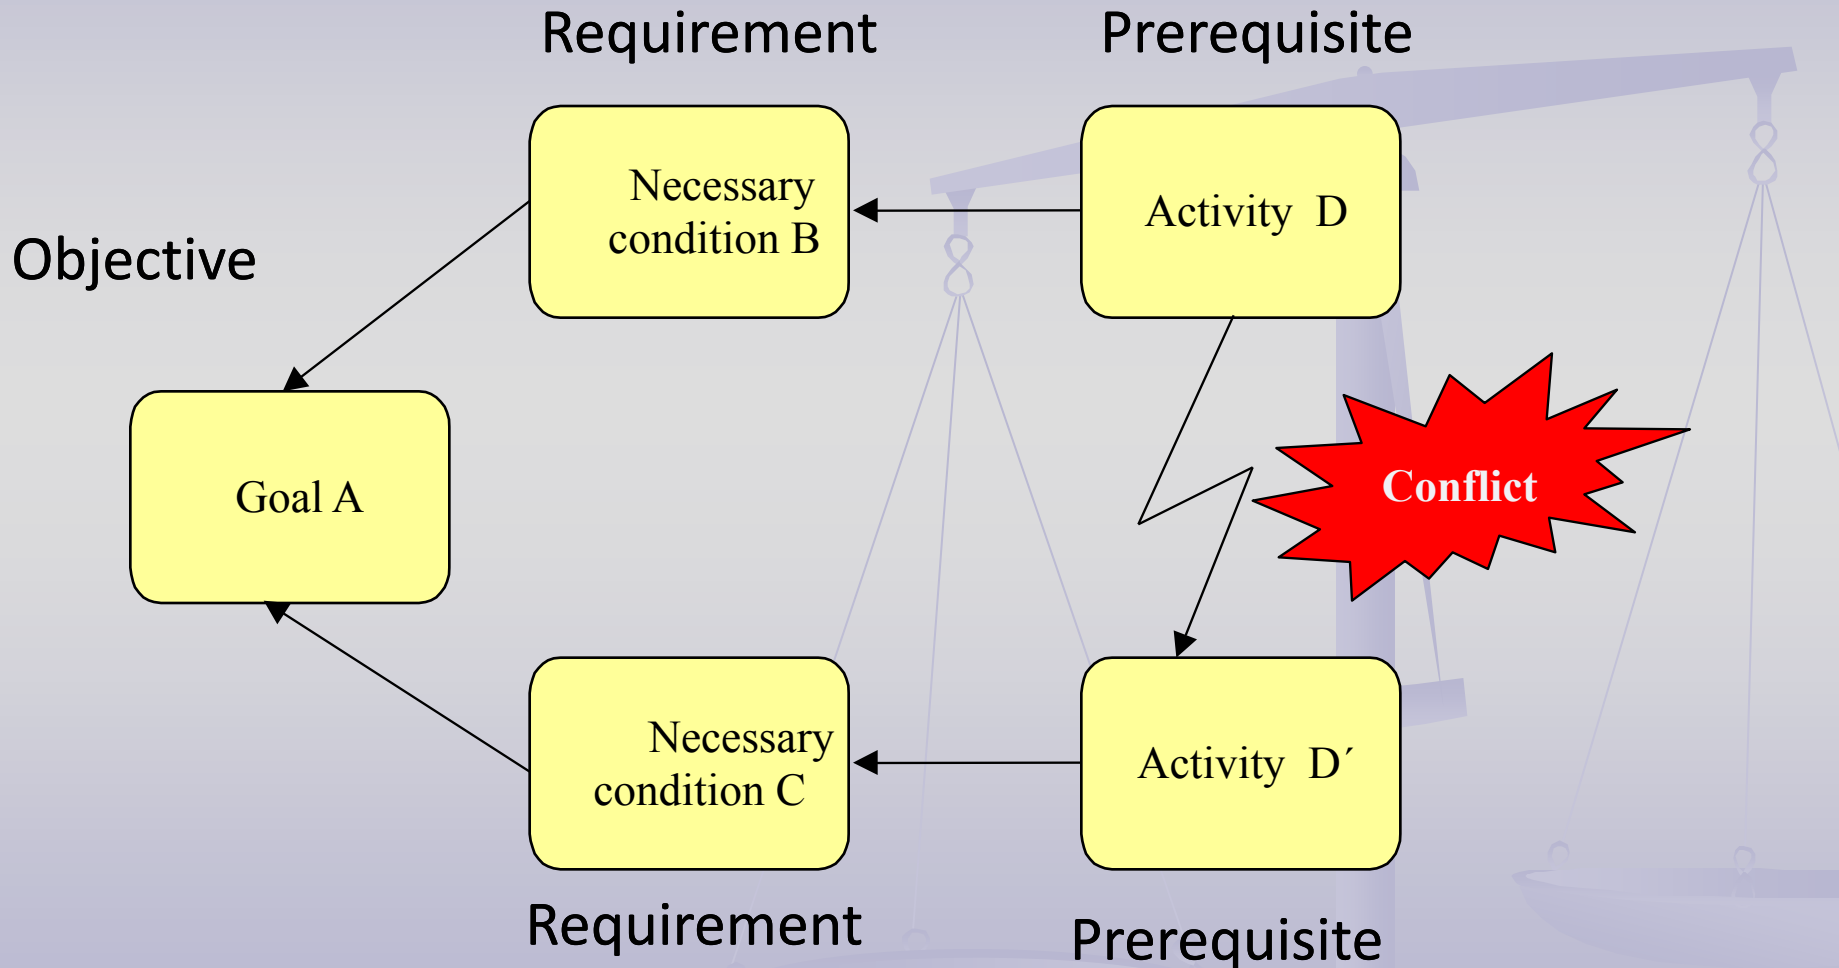 Requirement
Prerequisite
Necessary
condition B
Activity D
Objective
Goal A
Conflict
Necessary
condition C
Activity D´
Requirement
Prerequisite